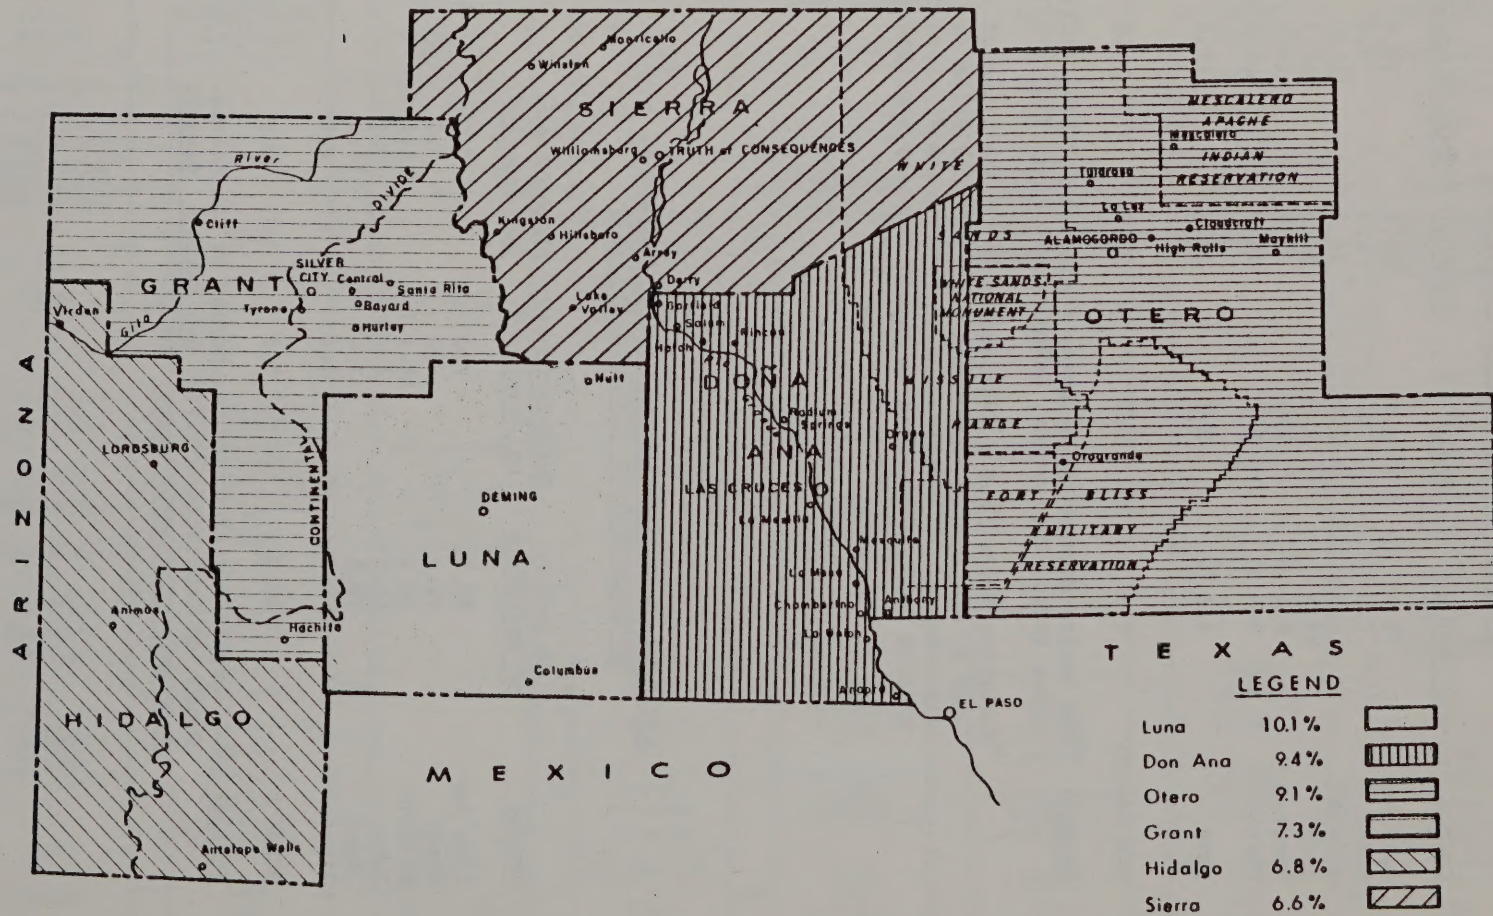 Monticello
Winston
SIERRA
Williamsburg
TRUTH or CONSEQUENCES
WHITE
MESCALERO
APACHE
Mescalero
INDIAN
RESERVATION
Tularosa
La Luz
Cloudcroft
ALAMOGORDO
High Rolls
Mayhill
River
DIVIDE
Cliff
Kingston
Hillsboro
Arrey
SANDS
SILVER
CITY
Central
Santa Rita
GRANT
Tyrone
Bayard
Hurley
Lake
Valley
Derry
Garfield
Salem
Hatch
Rincon
WHITE SANDS
NATIONAL
MONUMENT
OTERO
Virden
Gila
Nutt
DOÑA
MISSILE
Radium
Springs
Organ
RANGE
ANA
ARIZONA
LORDSBURG
CONTINENTAL
DEMING
LAS CRUCES
La Mesilla
Orogrande
FORT BLISS
MILITARY
RESERVATION
LUNA
Mesquite
La Mesa
Chamberino
Anthony
La Union
Animas
Hachita
Columbus
Anapra
EL PASO
TEXAS
HIDALGO
MEXICO
Antelope Wells
LEGEND
Luna 10.1%
Don Ana 9.4%
Otero 9.1%
Grant 7.3%
Hidalgo 6.8%
Sierra 6.6%